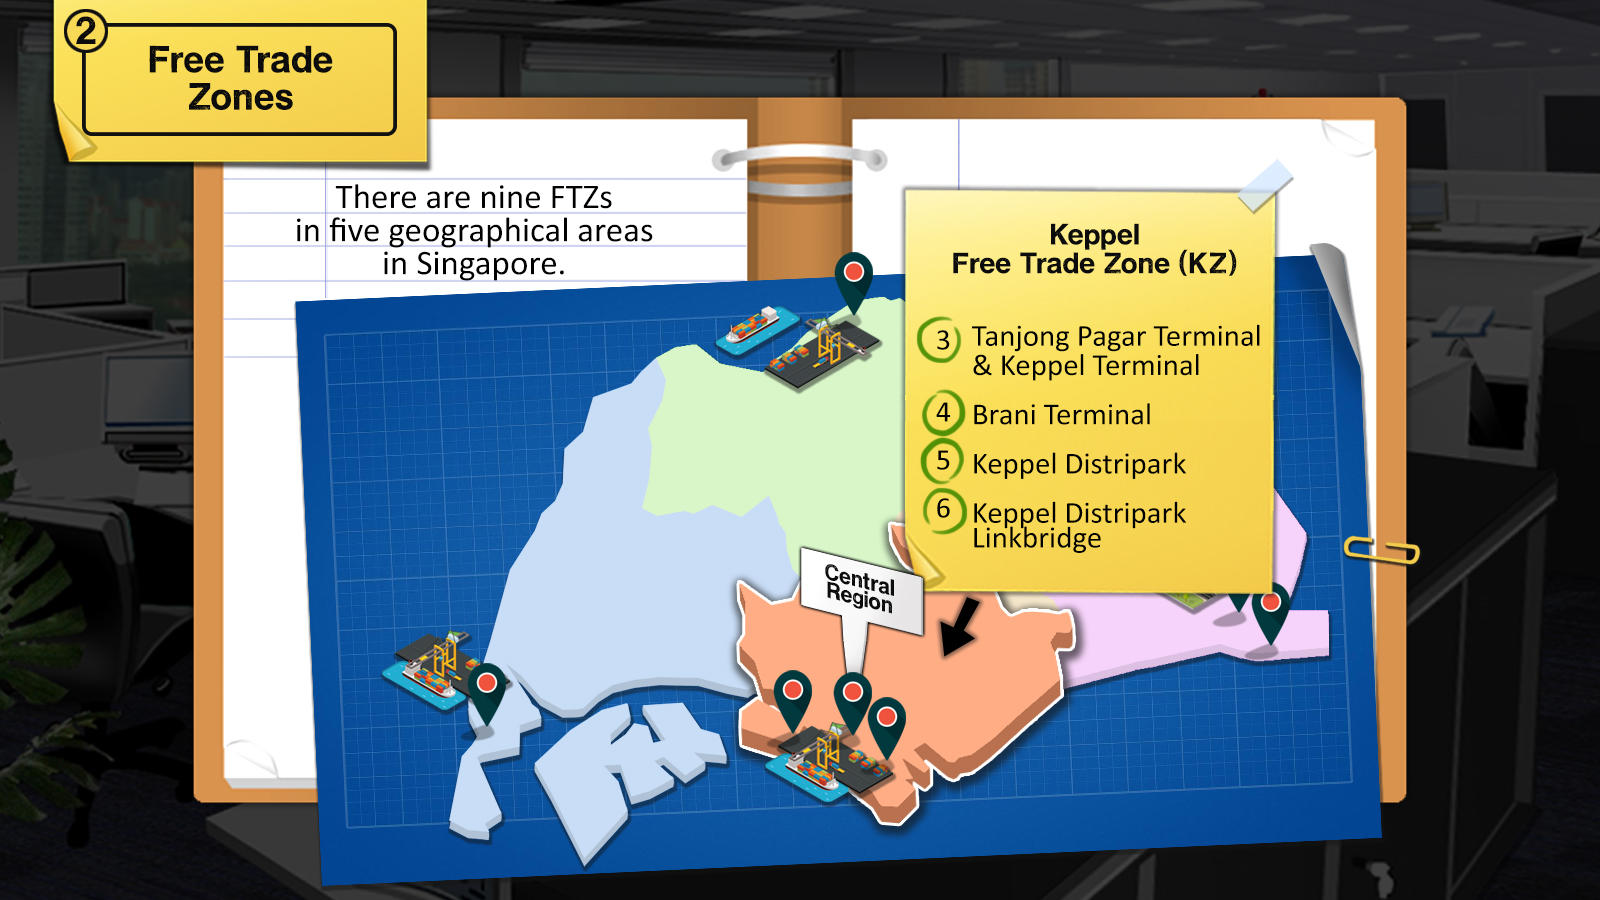 2
Free Trade
Zones
There are nine FTZs
in five geographical areas
in Singapore.
Keppel
Free Trade Zone (KZ)
3 Tanjong Pagar Terminal
& Keppel Terminal
4 Brani Terminal
5 Keppel Distripark
6 Keppel Distripark
Linkbridge
Central
Region